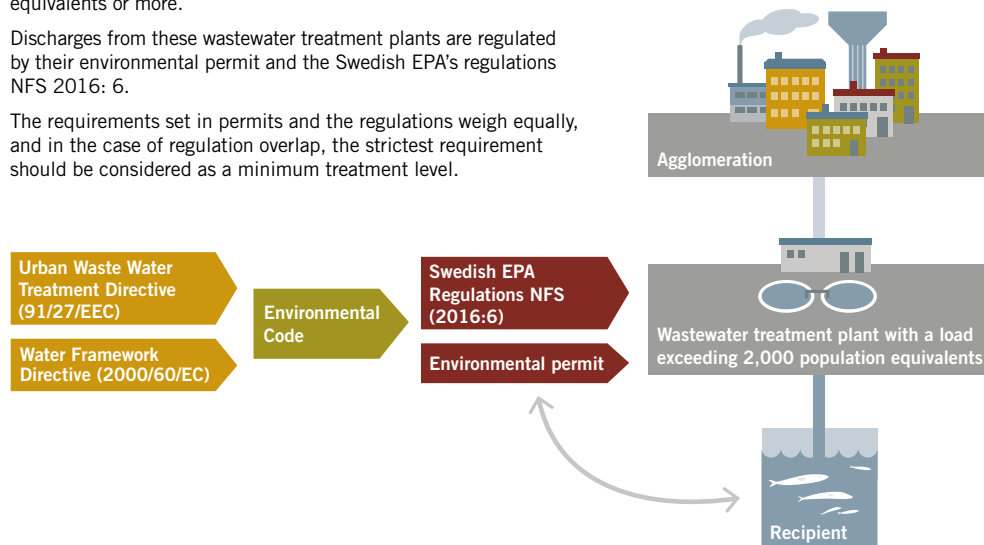 equivalents or more.
Discharges from these wastewater treatment plants are regulated
by their environmental permit and the Swedish EPA's regulations
NFS 2016: 6.
The requirements set in permits and the regulations weigh equally,
and in the case of regulation overlap, the strictest requirement
should be considered as a minimum treatment level.
Agglomeration
Urban Waste Water
Treatment Directive
(91/27/EEC)
Water Framework
Directive (2000/60/EC)
Environmental
Code
Swedish EPA
Regulations NFS
(2016:6)
Environmental permit
Wastewater treatment plant with a load
exceeding 2,000 population equivalents
Recipient